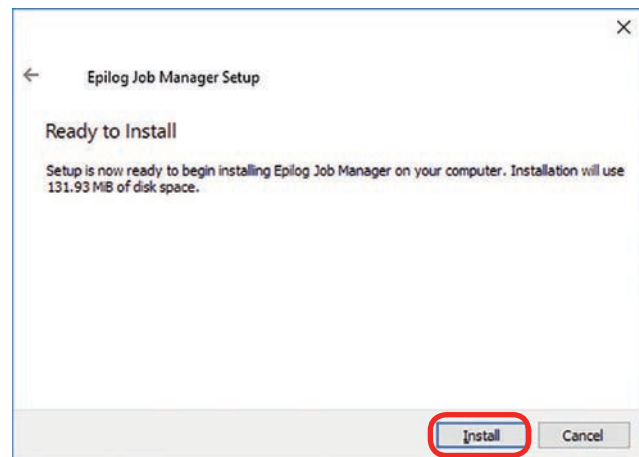 Epilog Job Manager Setup
Ready to Install
Setup is now ready to begin installing Epilog Job Manager on your computer. Installation will use
131.93 MiB of disk space.
Install Cancel